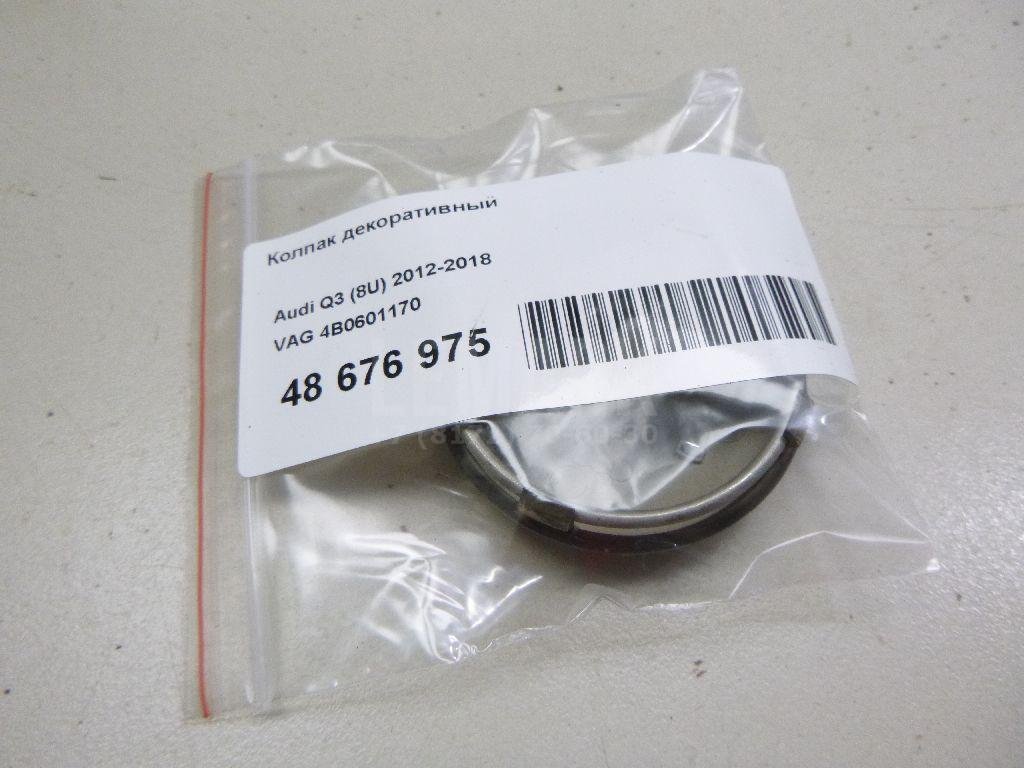 Колпак декоративный
Audi Q3 (8U) 2012-2018
VAG 4B0601170
48 676 975